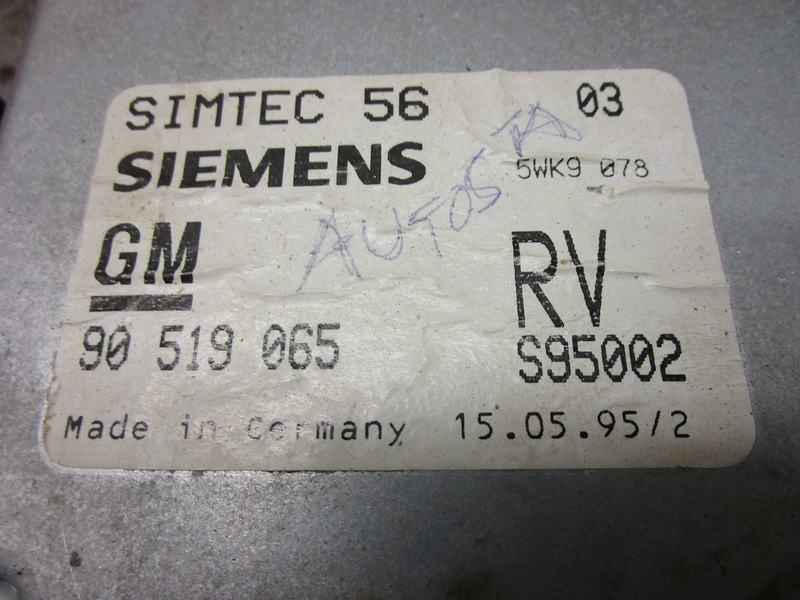 SIMTEC 56 03
SIEMENS 5WK9 078
AUTOS
GM RV
90 519 065 S95002
Made in Germany 15.05.95/2